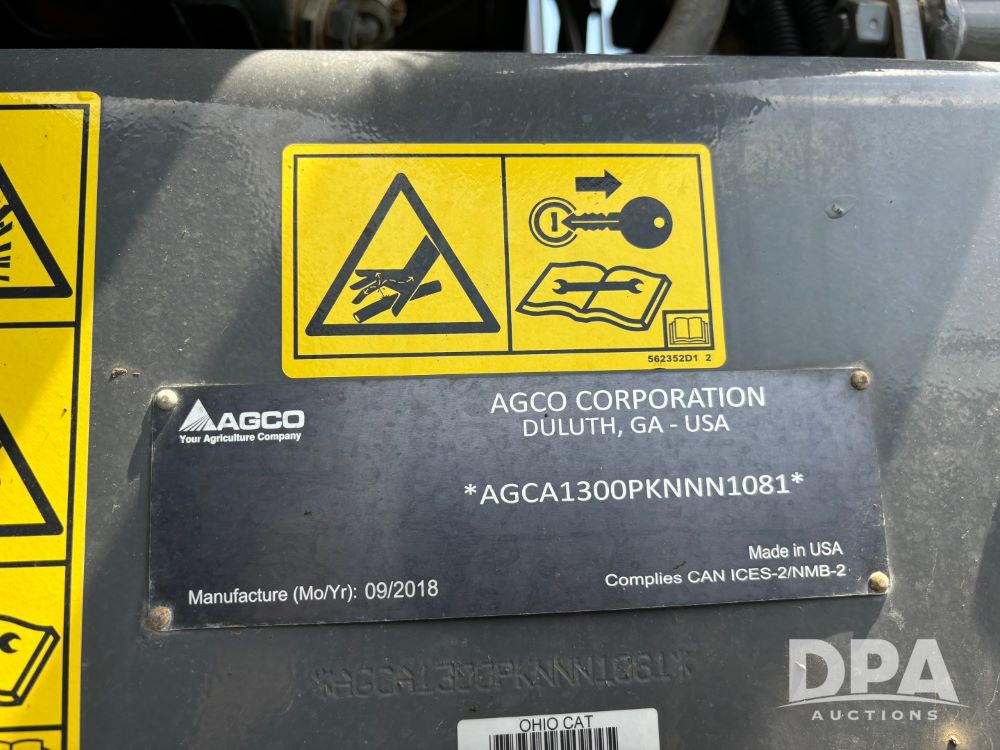 562352D1 2
AGCO
Your Agriculture Company
AGCO CORPORATION
DULUTH, GA - USA
*AGCA1300PKNNN1081*
Made in USA
Complies CAN ICES-2/NMB-2
Manufacture (Mo/Yr): 09/2018
*AGCA1300PKNNN1081*
OHIO CAT
DPA
AUCTIONS